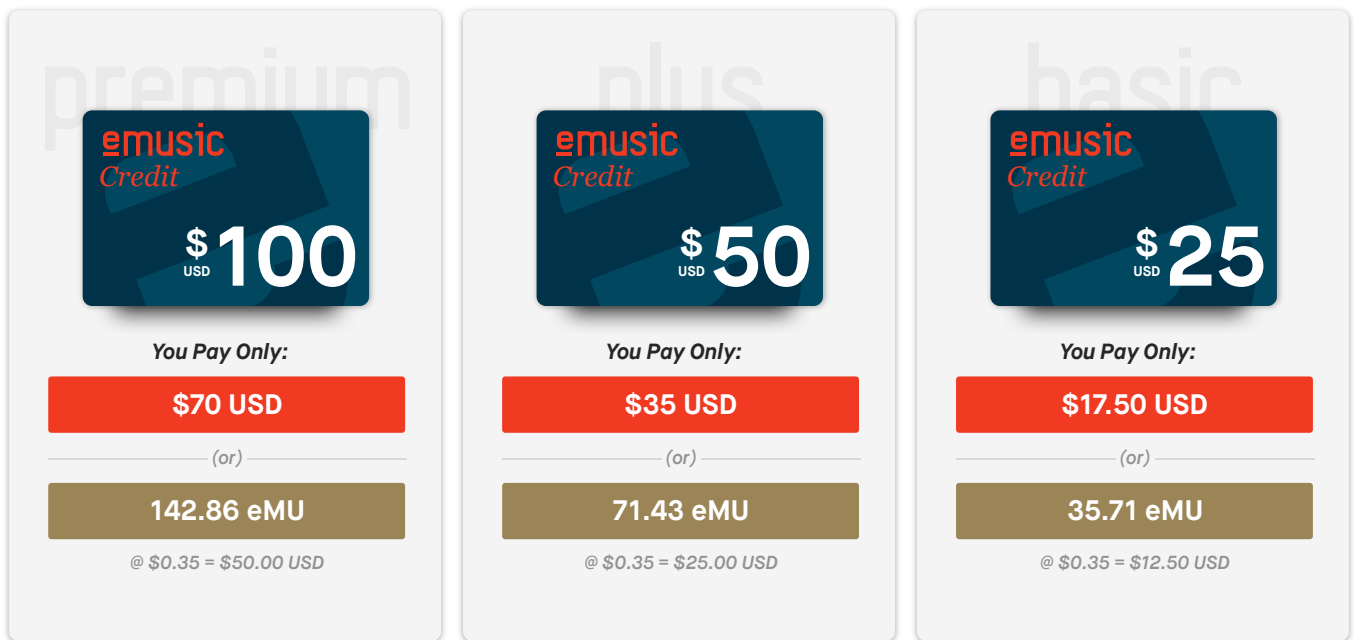 premium
emusic
Credit
$ USD 100
You Pay Only:
$70 USD
(or)
142.86 eMU
@ $0.35 = $50.00 USD
plus
emusic
Credit
$ USD 50
You Pay Only:
$35 USD
(or)
71.43 eMU
@ $0.35 = $25.00 USD
basic
emusic
Credit
$ USD 25
You Pay Only:
$17.50 USD
(or)
35.71 eMU
@ $0.35 = $12.50 USD